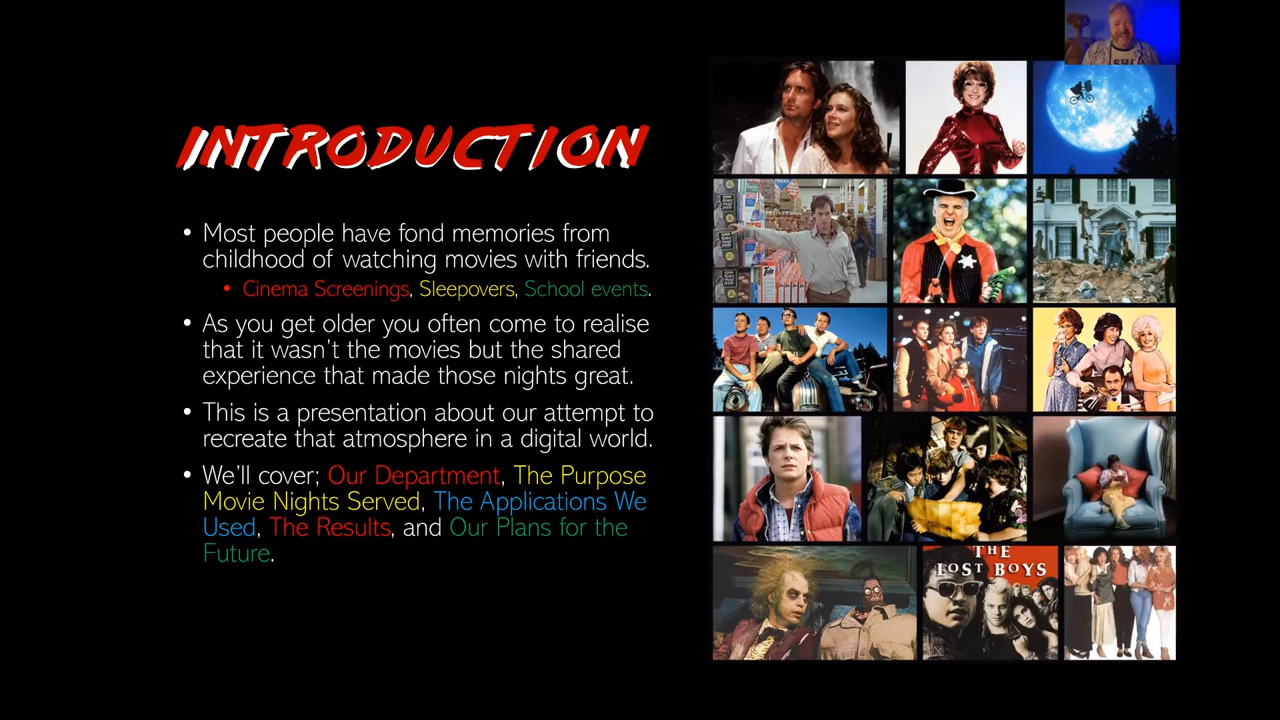 INTRODUCTION
• Most people have fond memories from
childhood of watching movies with friends.
• Cinema Screenings, Sleepovers, School events.
• As you get older you often come to realise
that it wasn't the movies but the shared
experience that made those nights great.
• This is a presentation about our attempt to
recreate that atmosphere in a digital world.
• We'll cover; Our Department, The Purpose
Movie Nights Served, The Applications We
Used, The Results, and Our Plans for the
Future.
Tide
THE
LOST BOYS